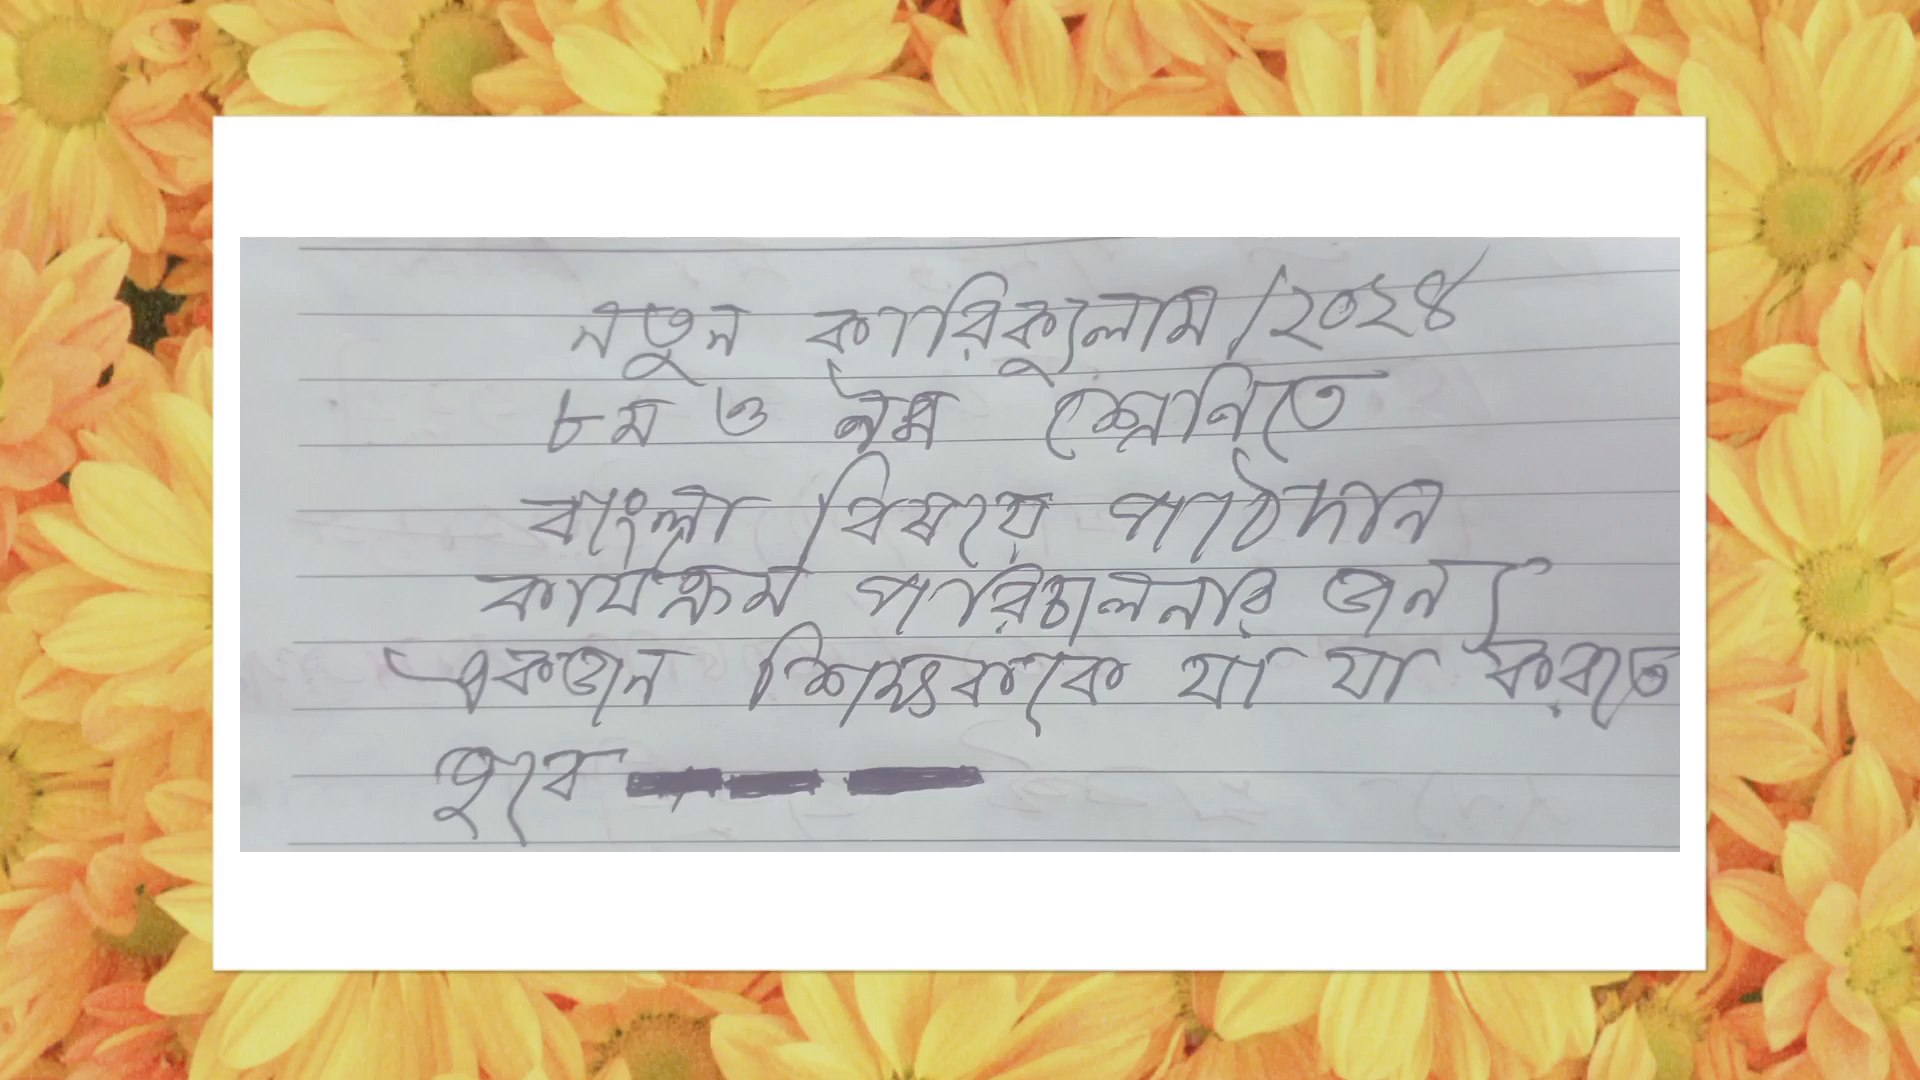 নতুন কারিকুলাম/২০২৪
৮ম ও ৯ম শ্রেণিতে
বাংলা বিষয়ে পাঠদান
কার্যক্রম পরিচালনার জন্য
একজন শিক্ষককে যা যা করতে
হবে